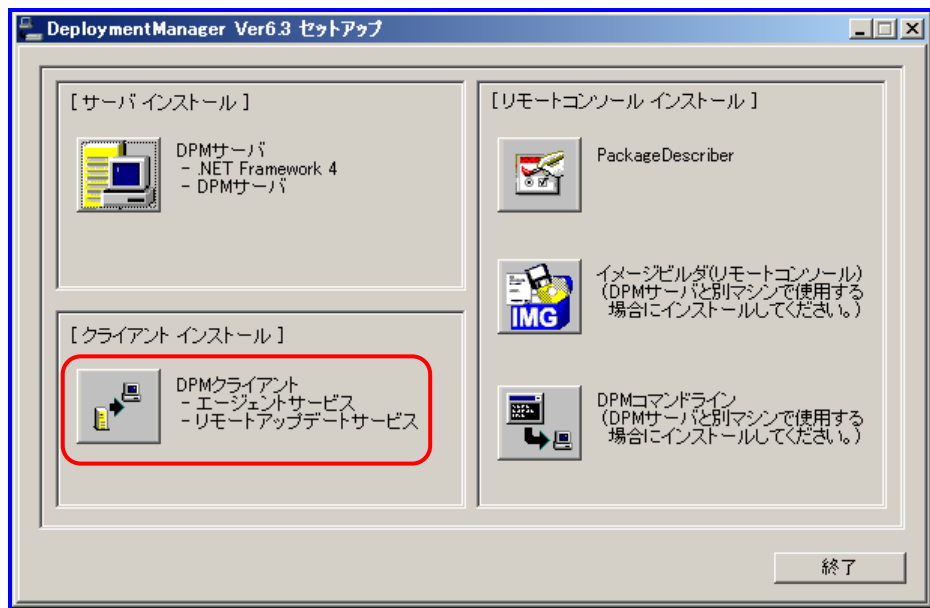 DeploymentManager Ver6.3 セットアップ
[ サーバ インストール ]
DPMサーバ
- .NET Framework 4
- DPMサーバ
[ クライアント インストール ]
DPMクライアント
- エージェントサービス
- リモートアップデートサービス
[リモートコンソール インストール ]
PackageDescriber
IMG
イメージビルダ(リモートコンソール)
(DPMサーバと別マシンで使用する
場合にインストールしてください。)
DPMコマンドライン
(DPMサーバと別マシンで使用する
場合にインストールしてください。)
終了